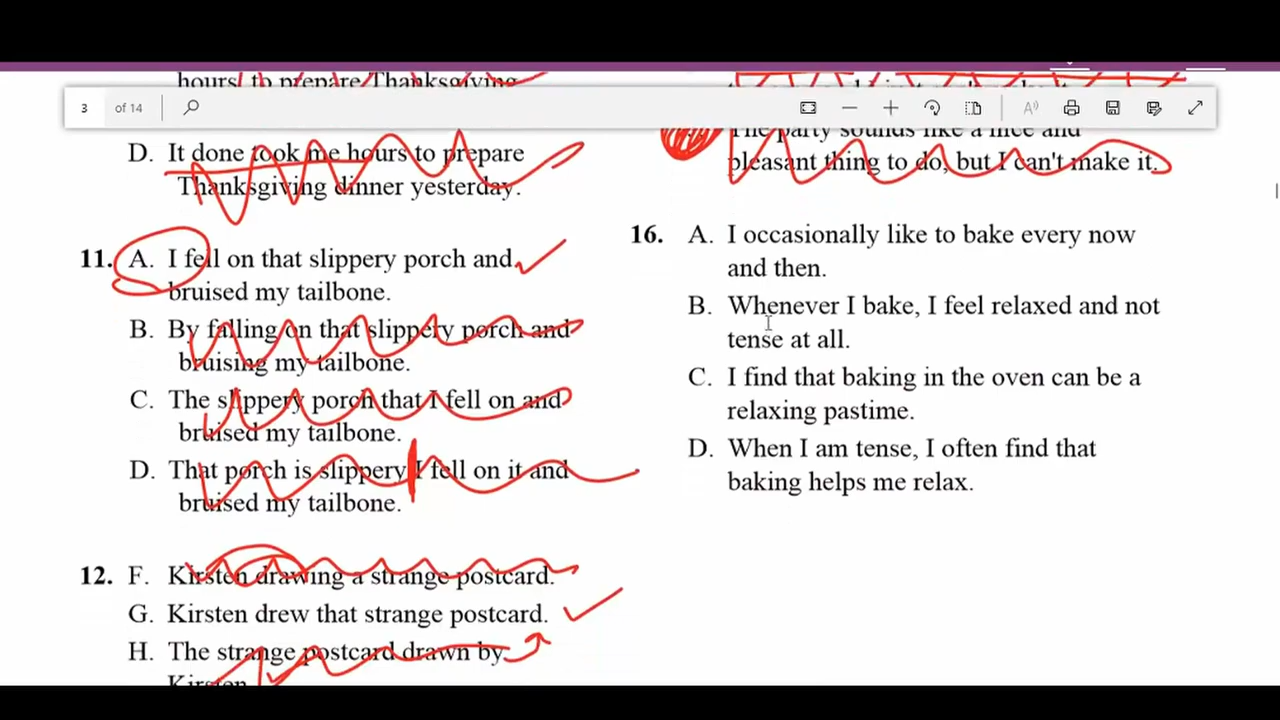 3 of 14
hours to prepare Thanksgiving
D. It done took me hours to prepare
Thanksgiving dinner yesterday.
11. A. I fell on that slippery porch and
bruised my tailbone.
B. By falling on that slippery porch and
bruising my tailbone.
C. The slippery porch that I fell on and
bruised my tailbone.
D. That porch is slippery I fell on it and
bruised my tailbone.
12. F. Kirsten drawing a strange postcard.
G. Kirsten drew that strange postcard.
H. The strange postcard drawn by
Kirsten
The party sounds like a nice and
pleasant thing to do, but I can't make it.
16. A. I occasionally like to bake every now
and then.
B. Whenever I bake, I feel relaxed and not
tense at all.
C. I find that baking in the oven can be a
relaxing pastime.
D. When I am tense, I often find that
baking helps me relax.